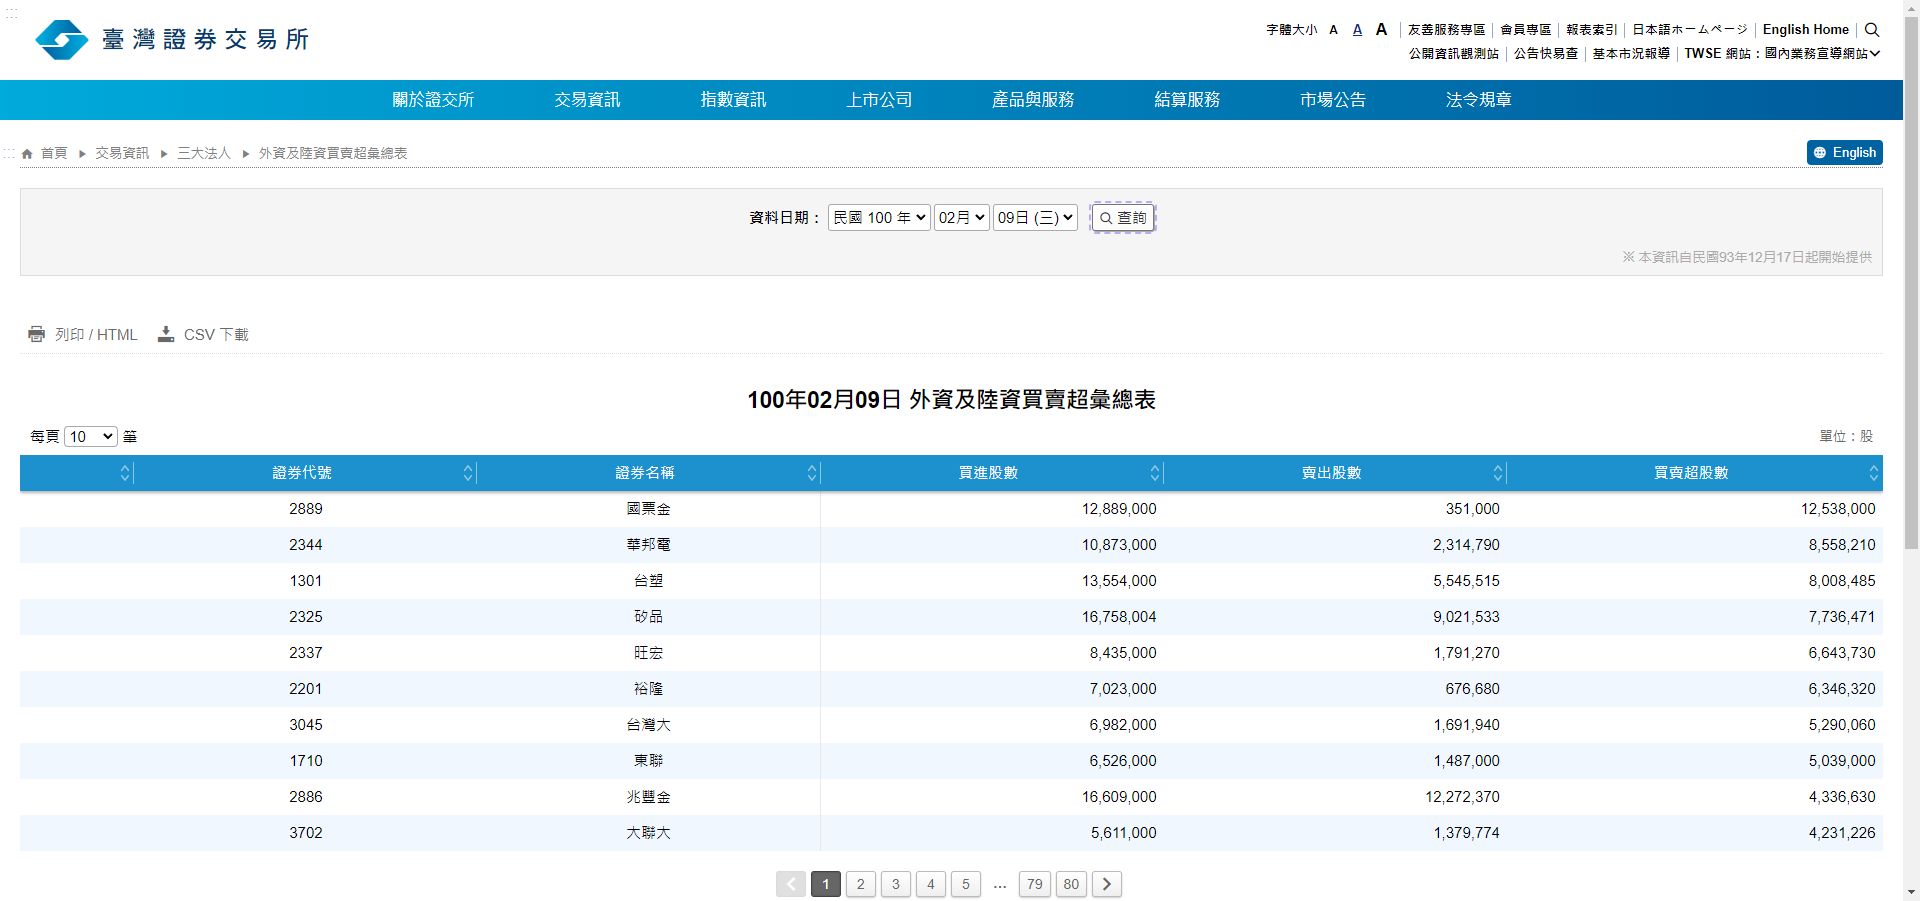 臺灣證券交易所
字體大小 A A A 友善服務專區 會員專區 報表索引 日本語ホームページ English Home
公開資訊觀測站 公告快易查 基本市況報導 TWSE 網站：國內業務宣導網站
關於證交所 交易資訊 指數資訊 上市公司 產品與服務 結算服務 市場公告 法令規章
首頁 交易資訊 三大法人 外資及陸資買賣超彙總表 English
資料日期： 民國 100 年 02月 09日 (三) 查詢
※ 本資訊自民國93年12月17日起開始提供
列印 / HTML CSV 下載
100年02月09日 外資及陸資買賣超彙總表
每頁 10 筆 單位：股
證券代號 證券名稱 買進股數 賣出股數 買賣超股數
2889 國票金 12,889,000 351,000 12,538,000
2344 華邦電 10,873,000 2,314,790 8,558,210
1301 台塑 13,554,000 5,545,515 8,008,485
2325 矽品 16,758,004 9,021,533 7,736,471
2337 旺宏 8,435,000 1,791,270 6,643,730
2201 裕隆 7,023,000 676,680 6,346,320
3045 台灣大 6,982,000 1,691,940 5,290,060
1710 東聯 6,526,000 1,487,000 5,039,000
2886 兆豐金 16,609,000 12,272,370 4,336,630
3702 大聯大 5,611,000 1,379,774 4,231,226
1 2 3 4 5 ... 79 80